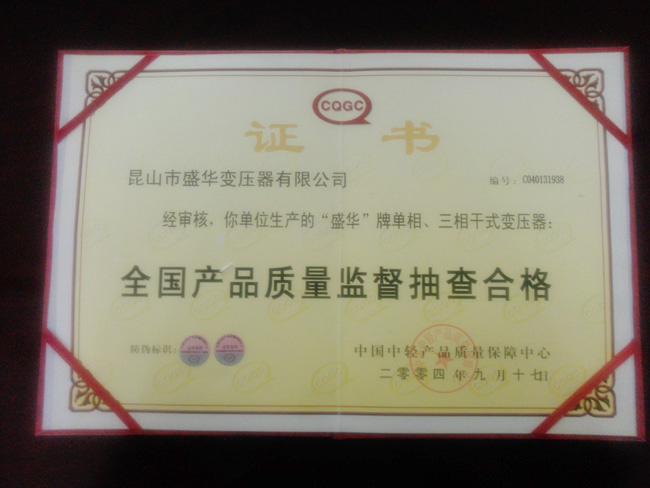 CQGC
证书
昆山市盛华变压器有限公司
编号：C040131938
经审核，你单位生产的“盛华”牌单相、三相干式变压器：
全国产品质量监督抽查合格
防伪标识：
中国中轻产品质量保障中心
二零零四年九月十七日